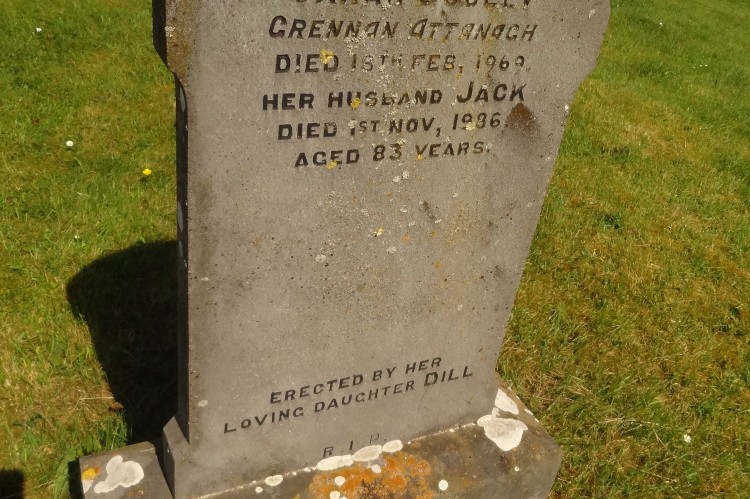 GRENNAN ATTANAGH
DIED 18TH FEB, 1969.
HER HUSBAND JACK
DIED 1ST NOV, 1986.
AGED 83 YEARS.
ERECTED BY HER
LOVING DAUGHTER DILL
R.I.P.